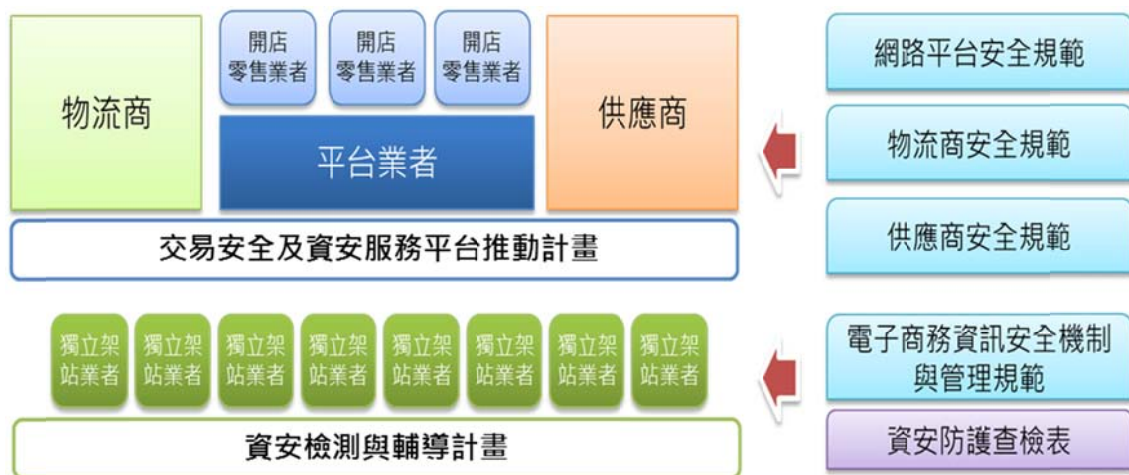 物流商
開店
零售業者
開店
零售業者
開店
零售業者
平台業者
供應商
交易安全及資安服務平台推動計畫
網路平台安全規範
物流商安全規範
供應商安全規範
獨立架
站業者
獨立架
站業者
獨立架
站業者
獨立架
站業者
獨立架
站業者
獨立架
站業者
獨立架
站業者
獨立架
站業者
資安檢測與輔導計畫
電子商務資訊安全機制
與管理規範
資安防護查檢表